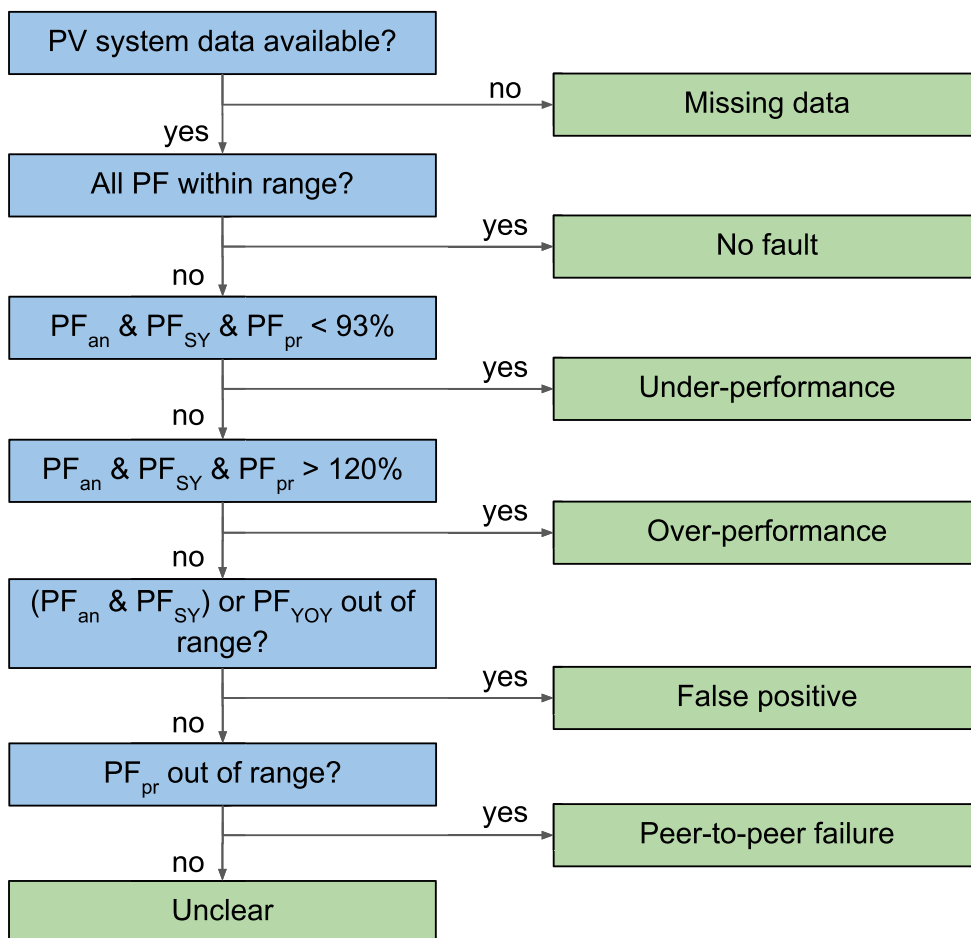 PV system data available?
no
Missing data
yes
All PF within range?
yes
No fault
no
PFan & PFSY & PFpr < 93%
yes
Under-performance
no
PFan & PFSY & PFpr > 120%
yes
Over-performance
no
(PFan & PFSY) or PFYOY out of
range?
yes
False positive
no
PFpr out of range?
yes
Peer-to-peer failure
no
Unclear